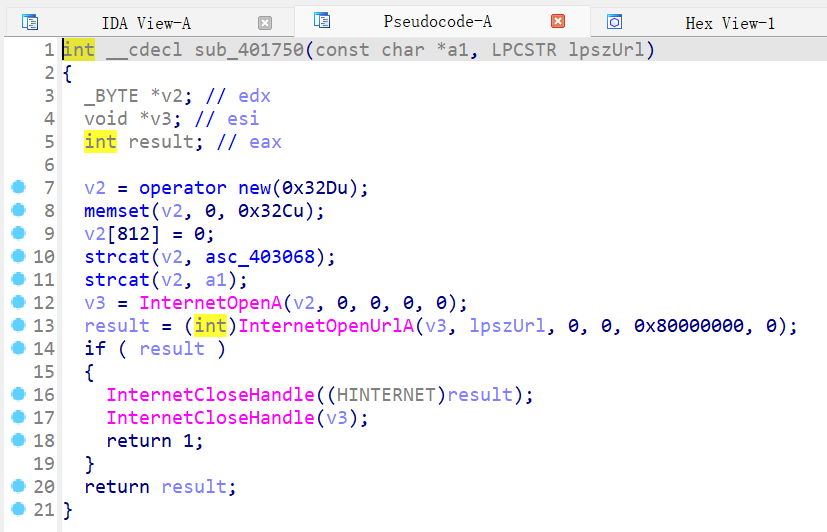 IDA View-A Pseudocode-A Hex View-1
1 int __cdecl sub_401750(const char *a1, LPCSTR lpszUrl)
2 {
3 _BYTE *v2; // edx
4 void *v3; // esi
5 int result; // eax
6
7 v2 = operator new(0x32Du);
8 memset(v2, 0, 0x32Cu);
9 v2[812] = 0;
10 strcat(v2, asc_403068);
11 strcat(v2, a1);
12 v3 = InternetOpenA(v2, 0, 0, 0, 0);
13 result = (int)InternetOpenUrlA(v3, lpszUrl, 0, 0, 0x80000000, 0);
14 if ( result )
15 {
16 InternetCloseHandle((HINTERNET)result);
17 InternetCloseHandle(v3);
18 return 1;
19 }
20 return result;
21 }